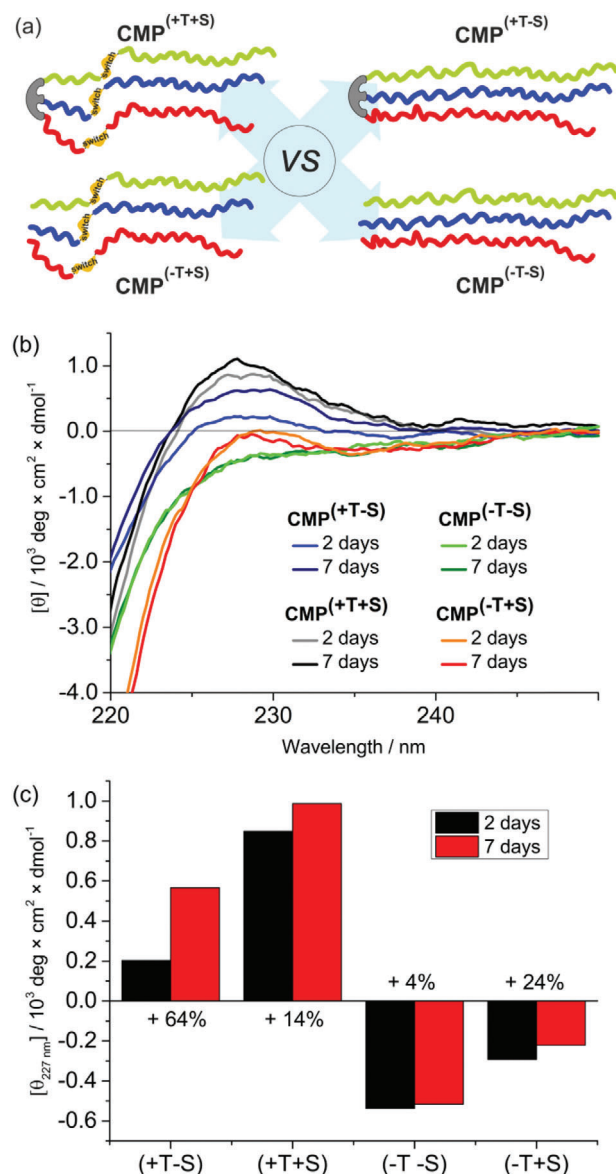 (a)
CMP(+T+S)
CMP(+T-S)
switch
switch
switch
VS
switch
switch
switch
CMP(-T+S)
CMP(-T-S)
(b)
1.0
0.0
-1.0
-2.0
-3.0
-4.0
[θ] / 10³ deg × cm² × dmol⁻¹
CMP(+T-S)
2 days
7 days
CMP(-T-S)
2 days
7 days
CMP(+T+S)
2 days
7 days
CMP(-T+S)
2 days
7 days
220
230
240
Wavelength / nm
(c)
1.0
0.8
0.6
0.4
0.2
0.0
-0.2
-0.4
-0.6
[θ227 nm] / 10³ deg × cm² × dmol⁻¹
2 days
7 days
+ 64%
+ 14%
+ 4%
+ 24%
(+T-S)
(+T+S)
(-T -S)
(-T+S)